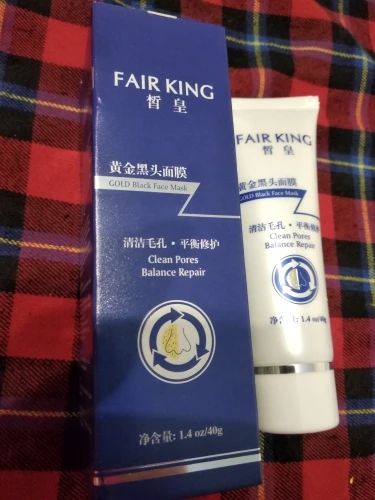 FAIR KING
皙皇
黄金黑头面膜
GOLD Black Face Mask
清洁毛孔·平衡修护
Clean Pores
Balance Repair
净含量: 1.4 oz/40g
FAIR KING
皙皇
黄金黑头面膜
GOLD Black Face Mask
清洁毛孔·平衡修护
Clean Pores
Balance Repair
净含量: 1.4 oz/40g